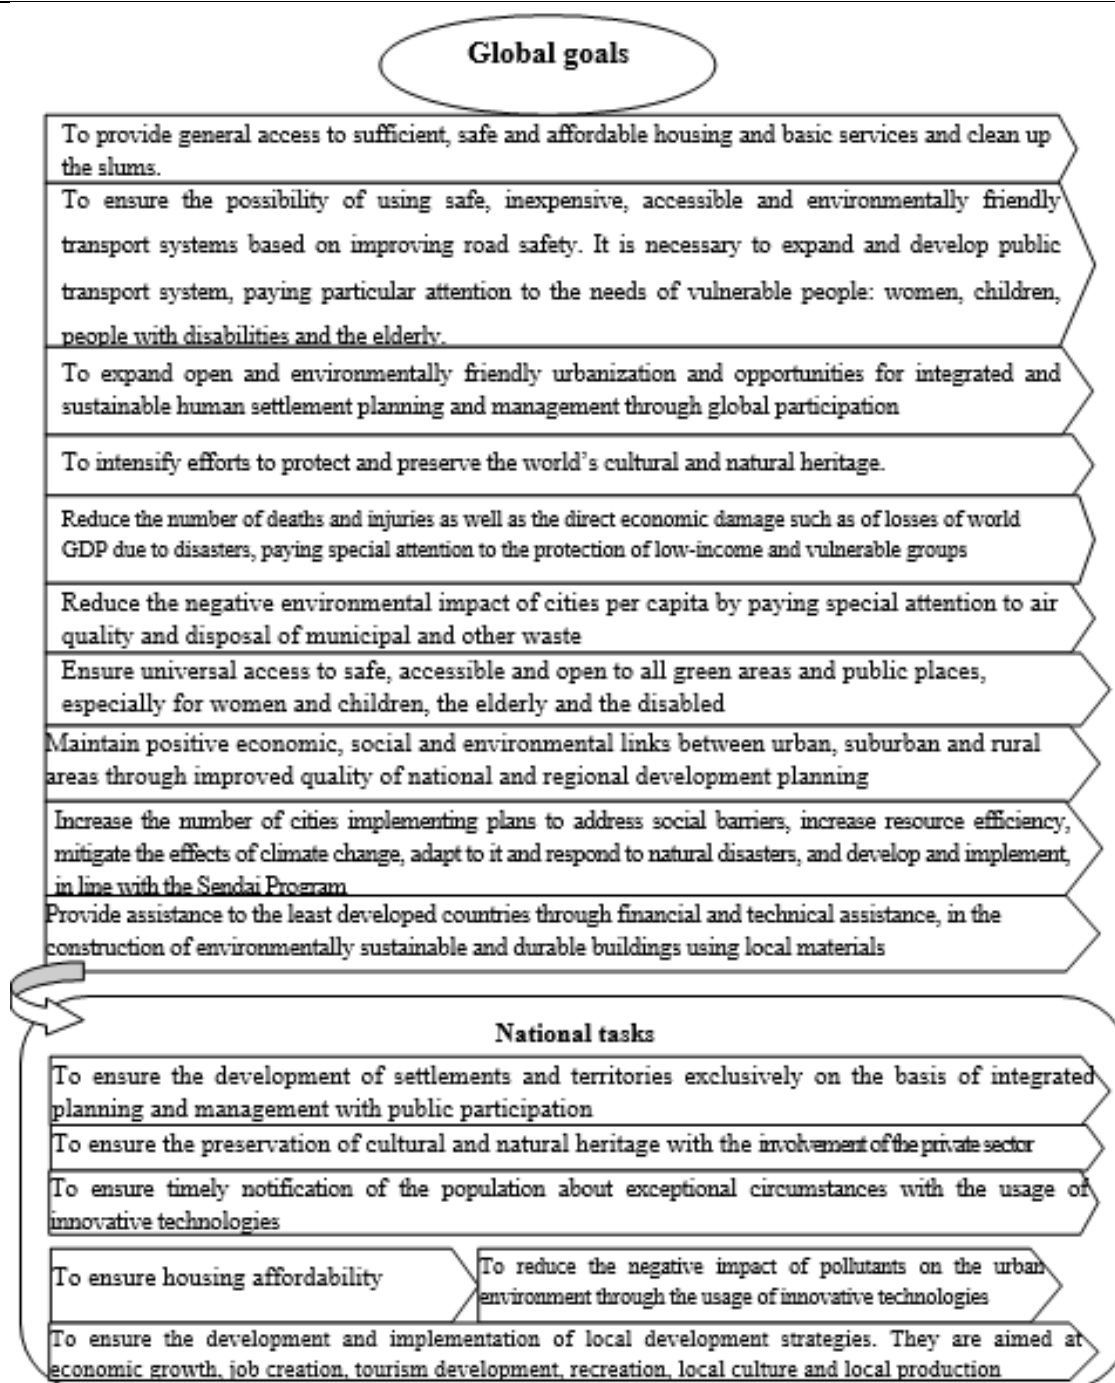 Global goals
To provide general access to sufficient, safe and affordable housing and basic services and clean up
the slums.
To ensure the possibility of using safe, inexpensive, accessible and environmentally friendly
transport systems based on improving road safety. It is necessary to expand and develop public
transport system, paying particular attention to the needs of vulnerable people: women, children,
people with disabilities and the elderly.
To expand open and environmentally friendly urbanization and opportunities for integrated and
sustainable human settlement planning and management through global participation
To intensify efforts to protect and preserve the world’s cultural and natural heritage.
Reduce the number of deaths and injuries as well as the direct economic damage such as of losses of world
GDP due to disasters, paying special attention to the protection of low-income and vulnerable groups
Reduce the negative environmental impact of cities per capita by paying special attention to air
quality and disposal of municipal and other waste
Ensure universal access to safe, accessible and open to all green areas and public places,
especially for women and children, the elderly and the disabled
Maintain positive economic, social and environmental links between urban, suburban and rural
areas through improved quality of national and regional development planning
Increase the number of cities implementing plans to address social barriers, increase resource efficiency,
mitigate the effects of climate change, adapt to it and respond to natural disasters, and develop and implement,
in line with the Sendai Program
Provide assistance to the least developed countries through financial and technical assistance, in the
construction of environmentally sustainable and durable buildings using local materials
National tasks
To ensure the development of settlements and territories exclusively on the basis of integrated
planning and management with public participation
To ensure the preservation of cultural and natural heritage with the involvement of the private sector
To ensure timely notification of the population about exceptional circumstances with the usage of
innovative technologies
To ensure housing affordability
To reduce the negative impact of pollutants on the urban
environment through the usage of innovative technologies
To ensure the development and implementation of local development strategies. They are aimed at
economic growth, job creation, tourism development, recreation, local culture and local production